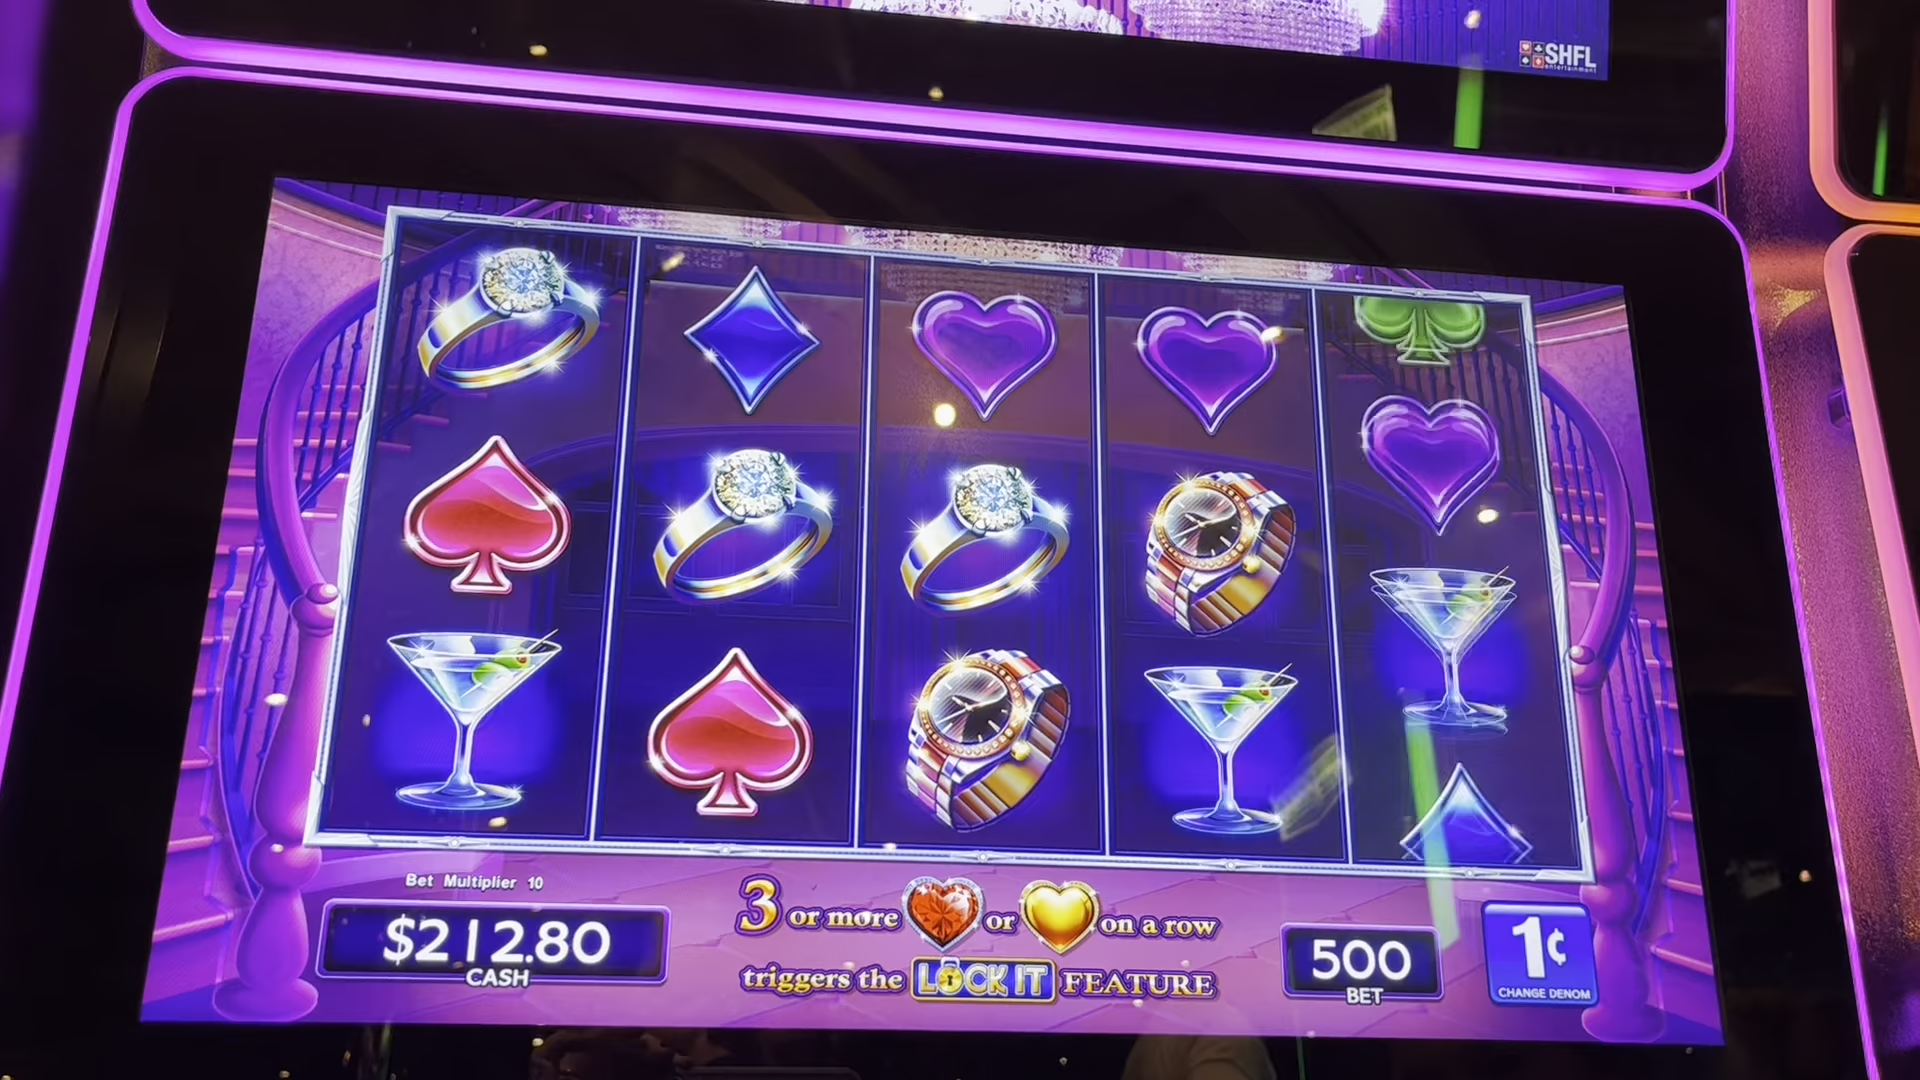 SHFL
entertainment
Bet Multiplier 10
$212.80
CASH
3 or more or on a row
triggers the LOCK IT FEATURE
500
BET
1¢
CHANGE DENOM